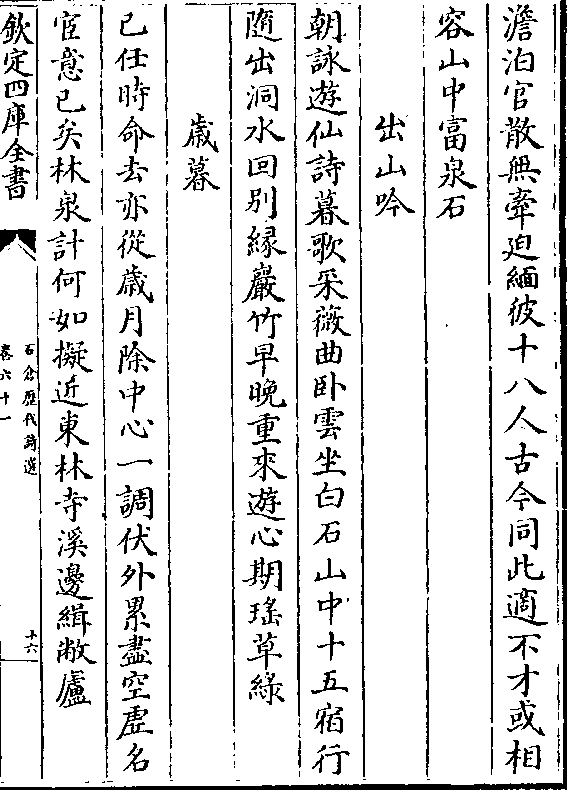 澹泊官散無牽迫緬彼十八人古今同此適不才或相
容山中富泉石
出山吟
朝詠遊仙詩暮歌采薇曲卧雲坐白石山中十五宿行
隨出洞水回别緣巖竹早晚重來遊心期瑤草綠
歲暮
已任時命去亦從歲月除中心一調伏外累盡空虛名
宦意已矣林泉計何如擬近東林寺溪邊緝敝廬
欽定四庫全書
石倉歷代詩選
卷六十一
十六